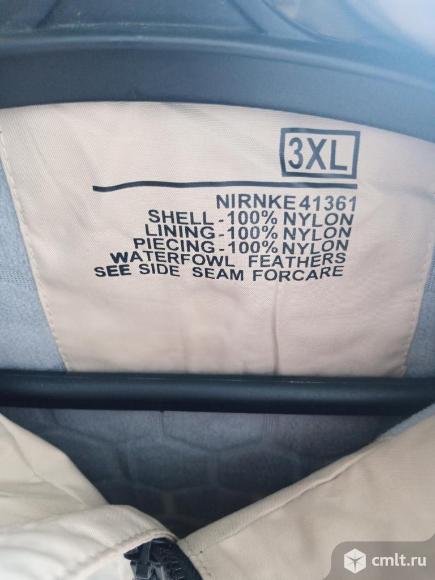 3XL
NIRNKE41361
SHELL-100% NYLON
LINING-100% NYLON
PIECING-100% NYLON
WATERFOWL FEATHERS
SEE SIDE SEAM FORCARE
cmlt.ru